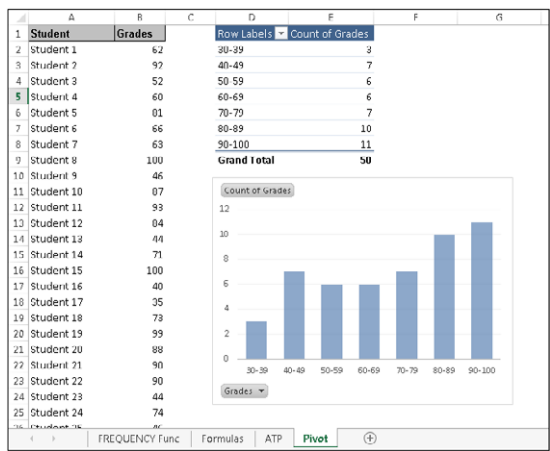 A B C D E F G
1 Student Grades Row Labels Count of Grades
2 Student 1 62 30-39 3
3 Student 2 92 40-49 7
4 Student 3 52 50-59 6
5 Student 4 60 60-69 6
6 Student 5 81 70-79 7
7 Student 6 66 80-89 10
8 Student 7 63 90-100 11
9 Student 8 100 Grand Total 50
10 Student 9 46
11 Student 10 87
12 Student 11 93
13 Student 12 84
14 Student 13 44
15 Student 14 71
16 Student 15 100
17 Student 16 40
18 Student 17 35
19 Student 18 73
20 Student 19 99
21 Student 20 88
22 Student 21 90
23 Student 22 90
24 Student 23 44
25 Student 24 74
Count of Grades
12
10
8
6
4
2
0
30-39 40-49 50-59 60-69 70-79 80-89 90-100
Grades
FREQUENCY Func Formulas ATP Pivot